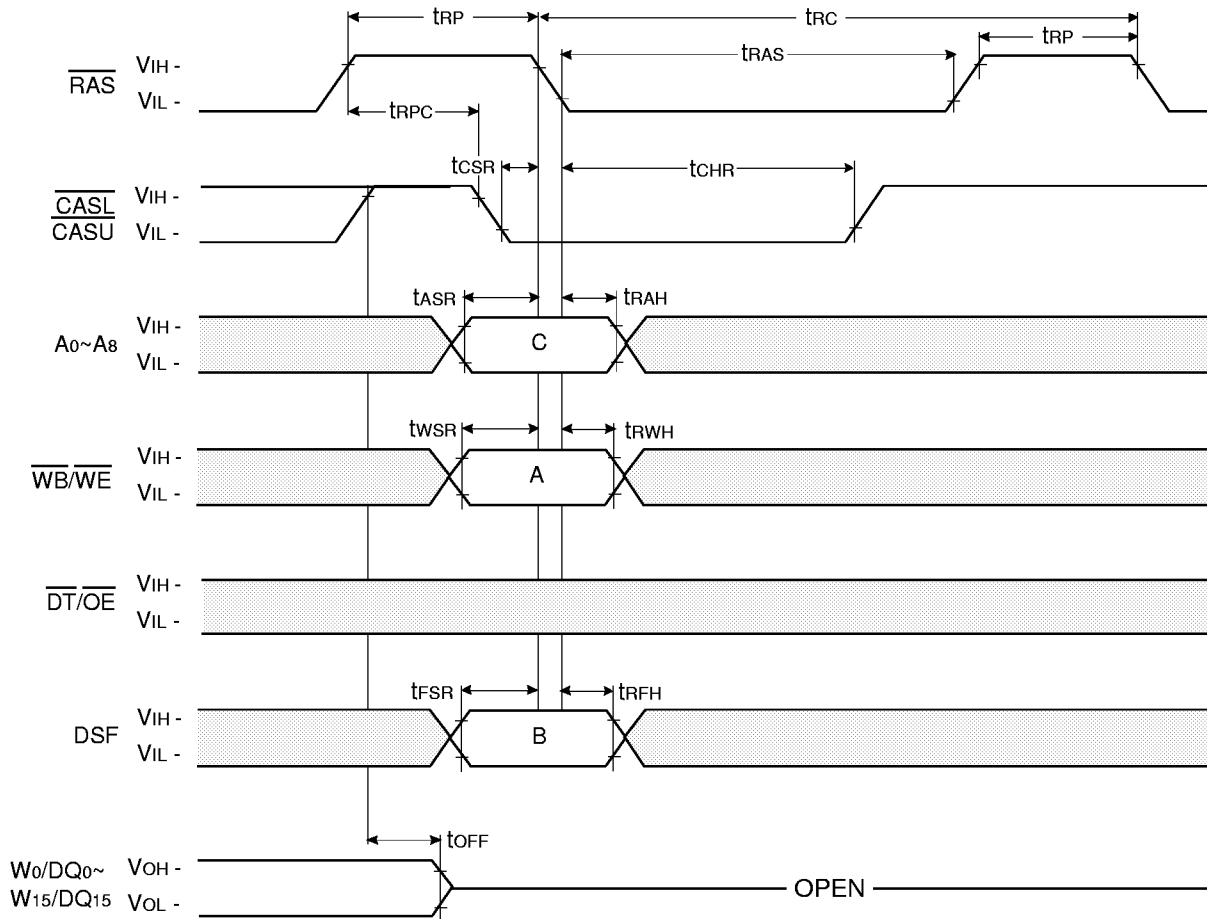 tRP
tRC
tRP
RAS
VIH -
VIL -
tRAS
tRPC
tCSR
tCHR
CASL
CASU
VIH -
VIL -
tASR
tRAH
A0~A8
VIH -
VIL -
C
tWSR
tRWH
WB/WE
VIH -
VIL -
A
DT/OE
VIH -
VIL -
tFSR
tRFH
DSF
VIH -
VIL -
B
tOFF
W0/DQ0~
W15/DQ15
VOH -
VOL -
OPEN